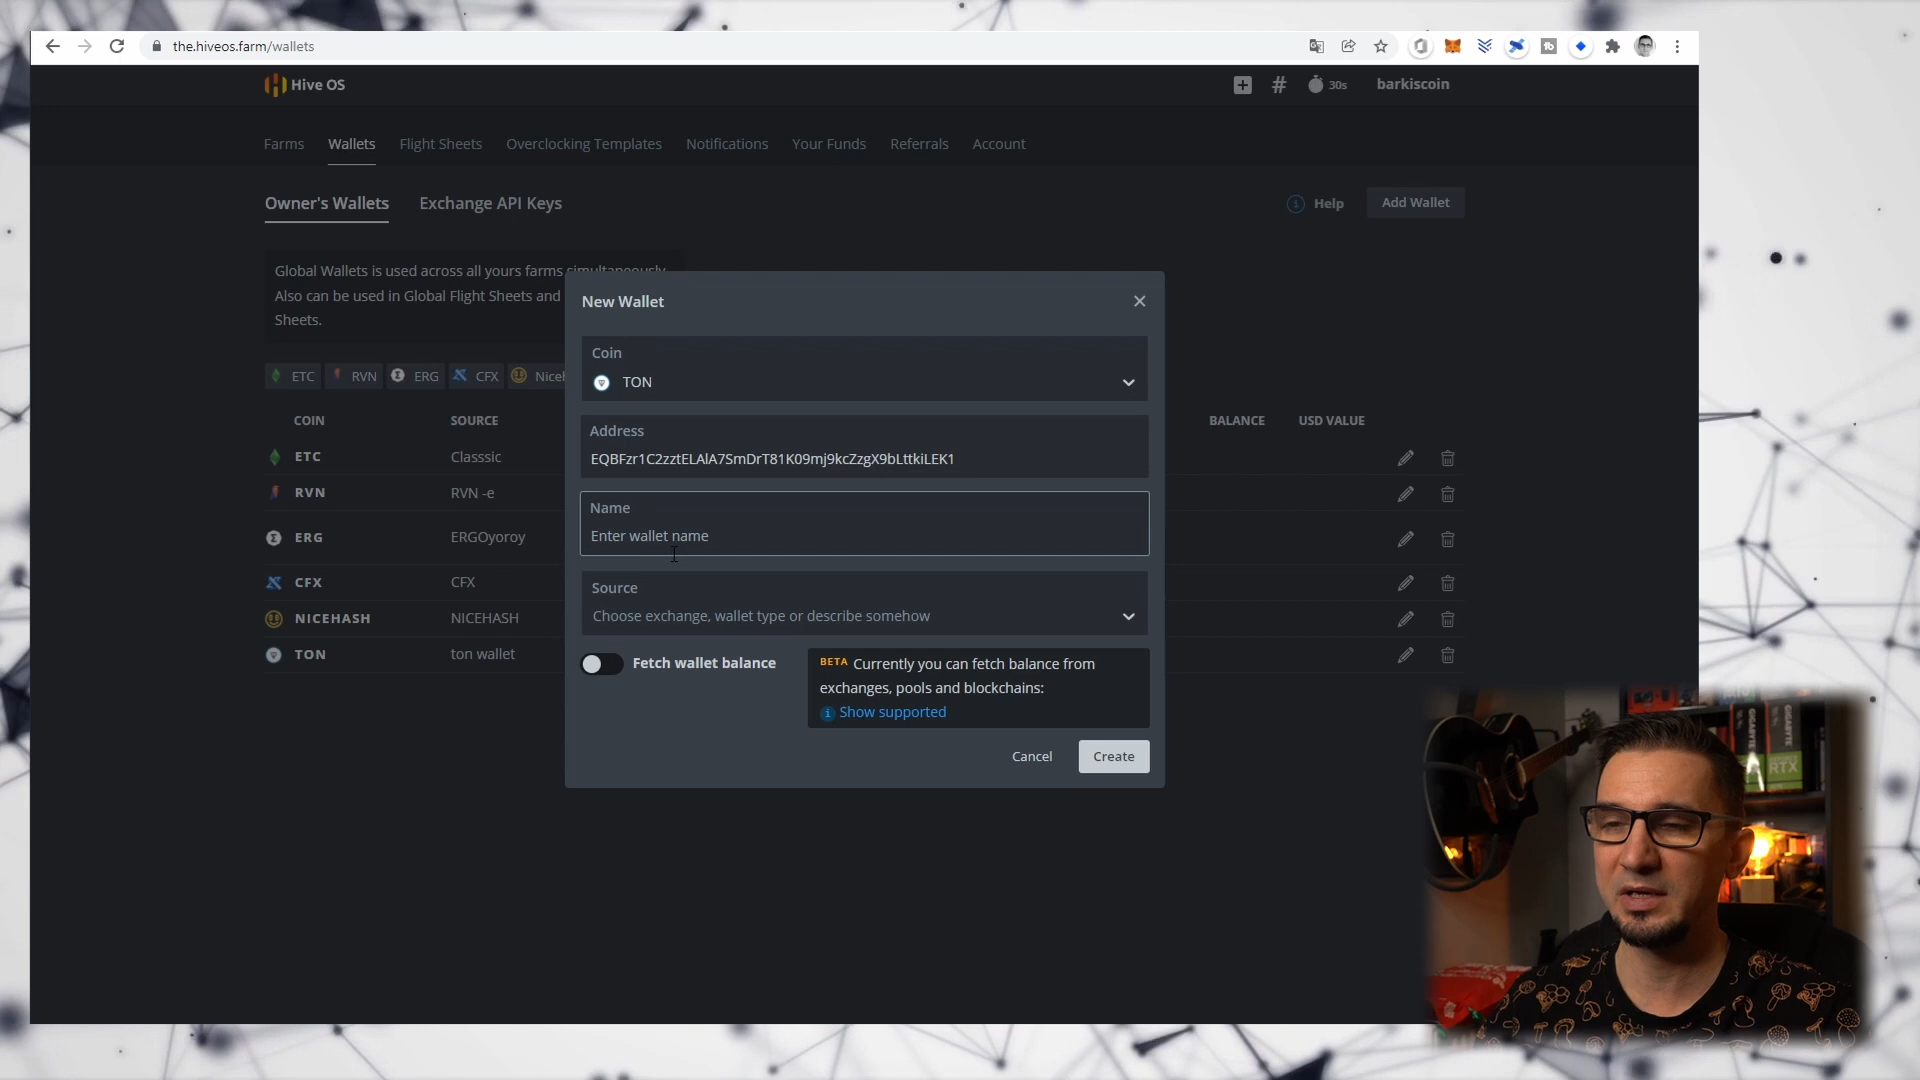 the.hiveos.farm/wallets
Hive OS
30s
barkiscoin
Farms
Wallets
Flight Sheets
Overclocking Templates
Notifications
Your Funds
Referrals
Account
Owner's Wallets
Exchange API Keys
Help
Add Wallet
Global Wallets is used across all yours farms simultaneously.
Also can be used in Global Flight Sheets and
Sheets.
ETC
RVN
ERG
CFX
COIN
SOURCE
BALANCE
USD VALUE
ETC
Classsic
RVN
RVN -e
ERG
ERGOyoroy
CFX
CFX
NICEHASH
NICEHASH
TON
ton wallet
New Wallet
Coin
TON
Address
EQBFzr1C2zztELAlA7SmDrT81K09mj9kcZzgX9bLttkiLEK1
Name
Enter wallet name
Source
Choose exchange, wallet type or describe somehow
Fetch wallet balance
BETA Currently you can fetch balance from
exchanges, pools and blockchains:
Show supported
Cancel
Create
GIGABYTE
GIGABYTE
RTX